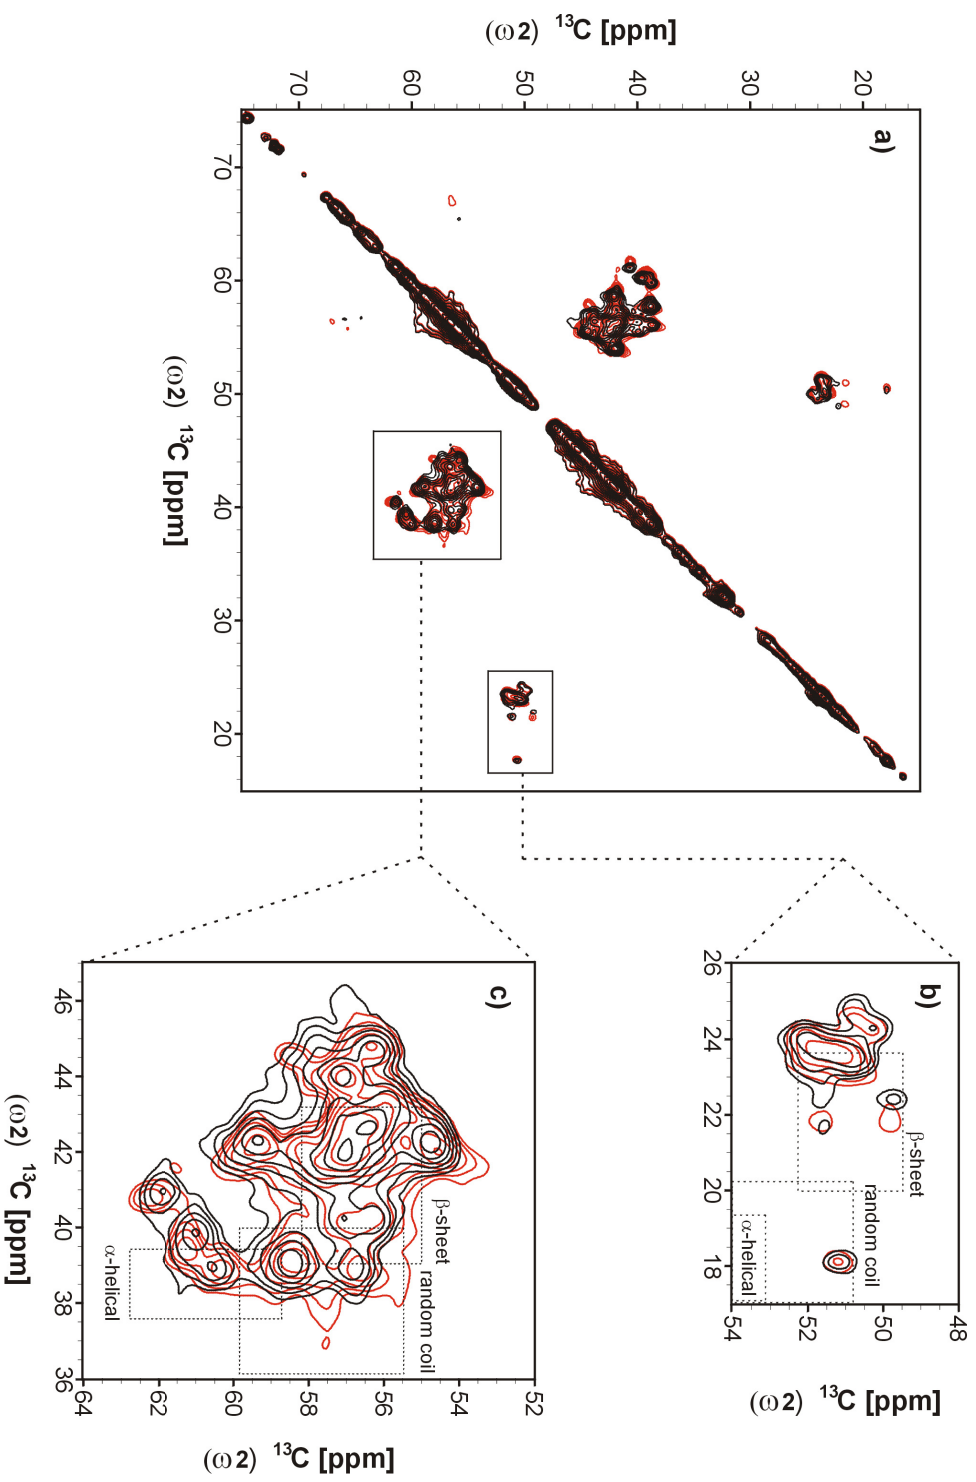 (ω2) ¹³C [ppm]
70 60 50 40 30 20
a)
70 60 50 40 30 20
(ω2) ¹³C [ppm]
b)
26 24 22 20 18
β-sheet
random coil
α-helical
54 52 50 48
(ω2) ¹³C [ppm]
c)
46 44 42 40 38 36
β-sheet
random coil
α-helical
64 62 60 58 56 54 52
(ω2) ¹³C [ppm]
(ω2) ¹³C [ppm]